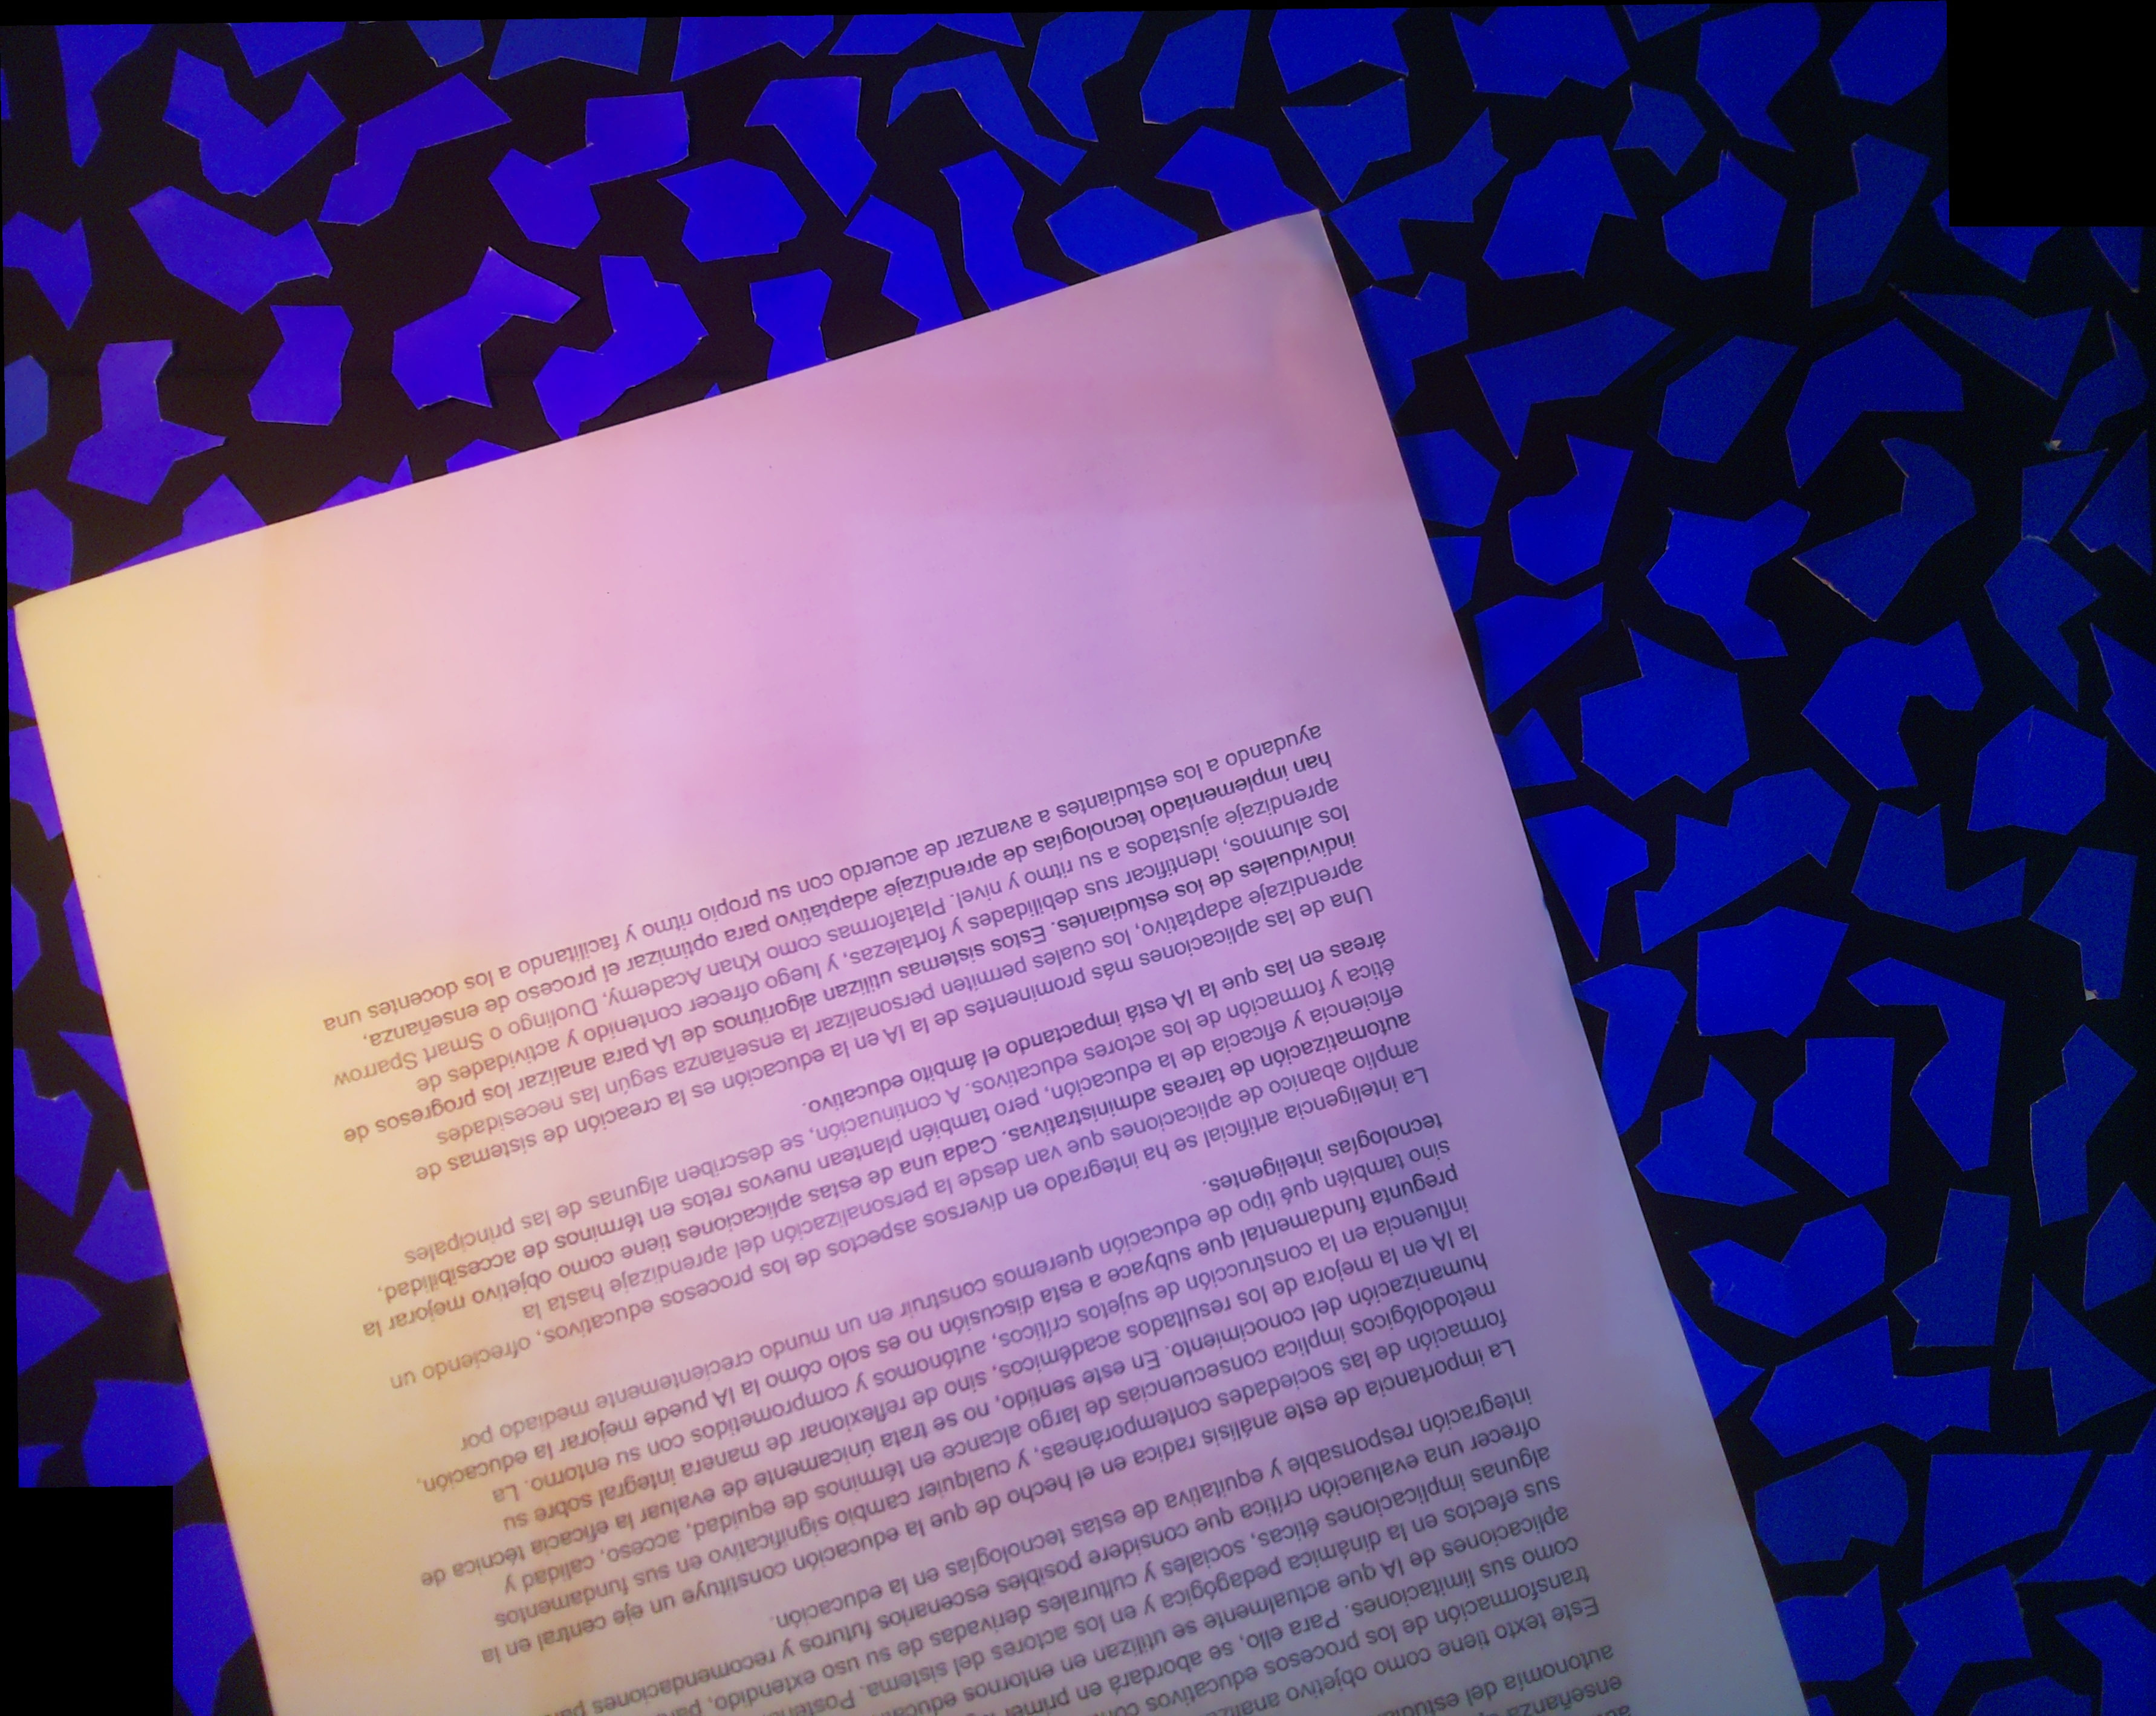 enseñanza
autonomía del
Este texto tiene como objetivo
transformación de los procesos educativos
como sus limitaciones. Para ello, se abordará en
aplicaciones de IA que actualmente se utilizan en entornos
sus efectos en la dinámica pedagógica y en los actores del sistema.
algunas implicaciones éticas, sociales y culturales derivadas de su uso extendido,
ofrecer una evaluación crítica que considere posibles escenarios futuros y recomendaciones
integración responsable y equitativa de estas tecnologías en la educación.
La importancia de este análisis radica en el hecho de que la educación constituye un eje central en la
formación de las sociedades contemporáneas, y cualquier cambio significativo en sus fundamentos
metodológicos implica consecuencias de largo alcance en términos de equidad, acceso, calidad y
humanización del conocimiento. En este sentido, no se trata únicamente de evaluar la eficacia técnica de
la IA en la mejora de los resultados académicos, sino de reflexionar de manera integral sobre su
influencia en la construcción de sujetos críticos, autónomos y comprometidos con su entorno. La
pregunta fundamental que subyace a esta discusión no es solo cómo la IA puede mejorar la educación,
sino también qué tipo de educación queremos construir en un mundo crecientemente mediado por
tecnologías inteligentes.
La inteligencia artificial se ha integrado en diversos aspectos de los procesos educativos, ofreciendo un
amplio abanico de aplicaciones que van desde la personalización del aprendizaje hasta la
automatización de tareas administrativas. Cada una de estas aplicaciones tiene como objetivo mejorar la
eficiencia y eficacia de la educación, pero también plantean nuevos retos en términos de accesibilidad,
ética y formación de los actores educativos. A continuación, se describen algunas de las principales
áreas en las que la IA está impactando el ámbito educativo.
Una de las aplicaciones más prominentes de la IA en la educación es la creación de sistemas de
aprendizaje adaptativo, los cuales permiten personalizar la enseñanza según las necesidades
individuales de los estudiantes. Estos sistemas utilizan algoritmos de IA para analizar los progresos de
los alumnos, identificar sus debilidades y fortalezas, y luego ofrecer contenido y actividades de
aprendizaje ajustados a su ritmo y nivel. Plataformas como Khan Academy, Duolingo o Smart Sparrow
han implementado tecnologías de aprendizaje adaptativo para optimizar el proceso de enseñanza,
ayudando a los estudiantes a avanzar de acuerdo con su propio ritmo y facilitando a los docentes una